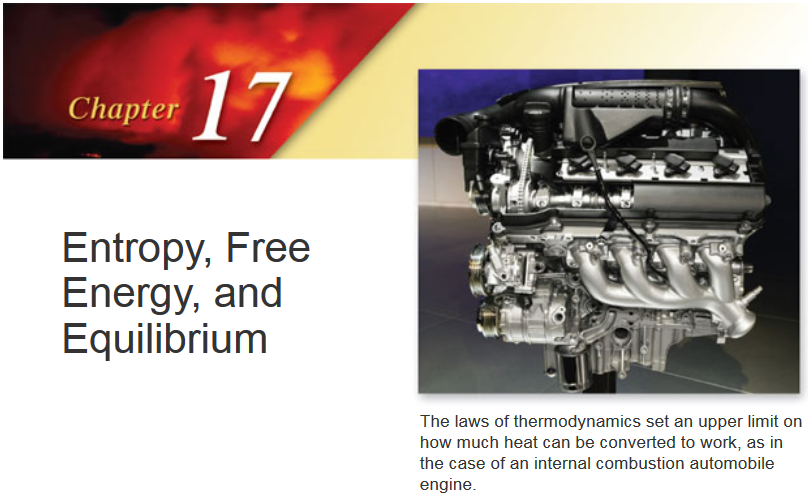 Chapter 17
Entropy, Free
Energy, and
Equilibrium
The laws of thermodynamics set an upper limit on
how much heat can be converted to work, as in
the case of an internal combustion automobile
engine.